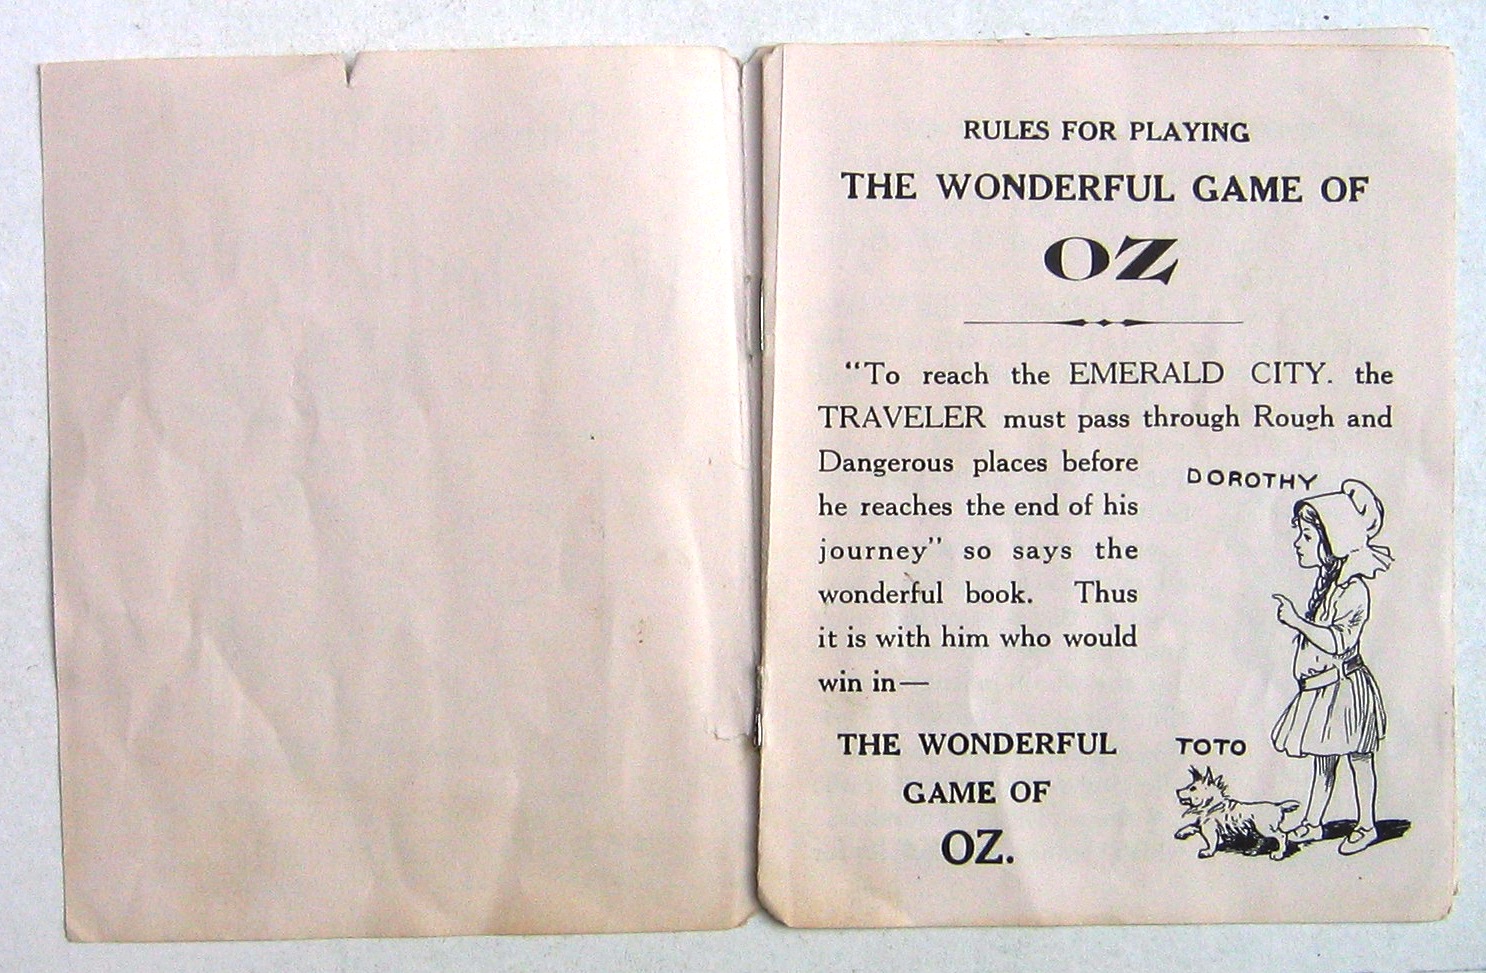 RULES FOR PLAYING
THE WONDERFUL GAME OF
OZ
"To reach the EMERALD CITY. the
TRAVELER must pass through Rough and
Dangerous places before
he reaches the end of his
journey" so says the
wonderful book. Thus
it is with him who would
win in—
DOROTHY
THE WONDERFUL
GAME OF
OZ.
TOTO